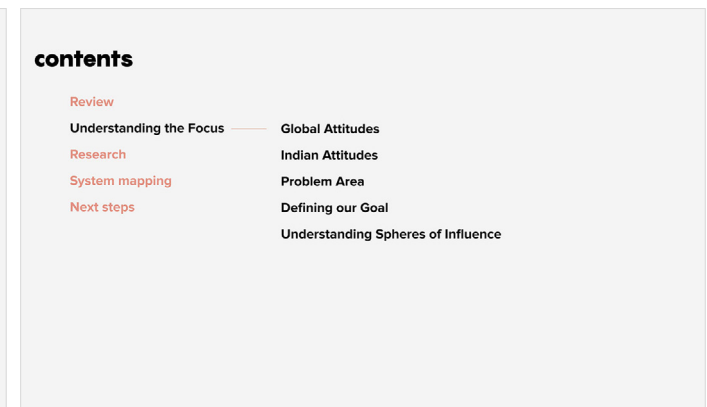 contents
Review
Understanding the Focus
Research
System mapping
Next steps
Global Attitudes
Indian Attitudes
Problem Area
Defining our Goal
Understanding Spheres of Influence